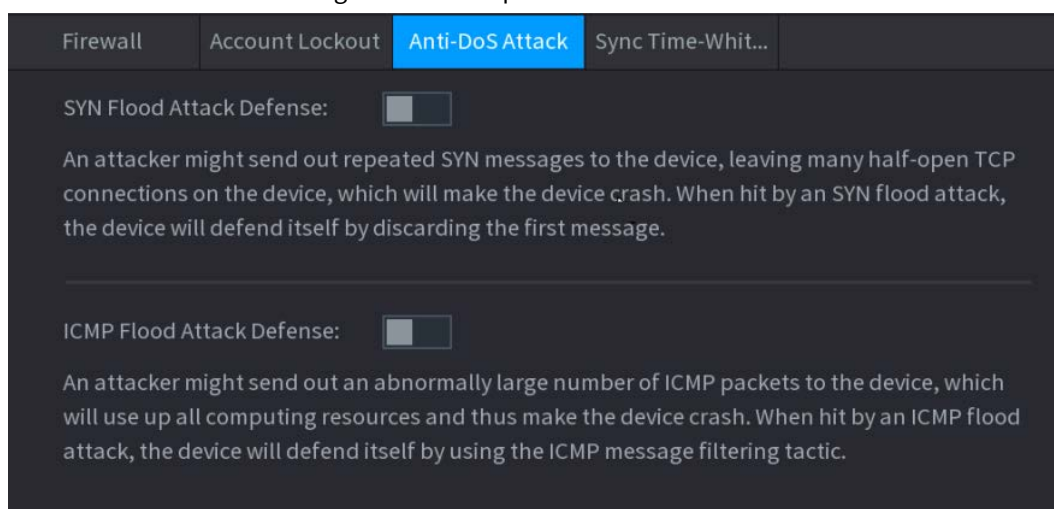 Firewall Account Lockout Anti-DoS Attack Sync Time-Whit...
SYN Flood Attack Defense:
An attacker might send out repeated SYN messages to the device, leaving many half-open TCP
connections on the device, which will make the device crash. When hit by an SYN flood attack,
the device will defend itself by discarding the first message.
ICMP Flood Attack Defense:
An attacker might send out an abnormally large number of ICMP packets to the device, which
will use up all computing resources and thus make the device crash. When hit by an ICMP flood
attack, the device will defend itself by using the ICMP message filtering tactic.